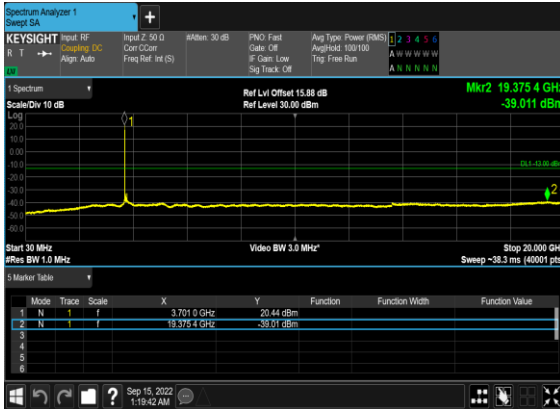 Spectrum Analyzer 1
Swept SA
+
KEYSIGHT Input: RF Input Z: 50 Ω #Atten: 30 dB PNO: Fast Avg Type: Power (RMS) 1 2 3 4 5 6
R T Coupling: DC Corr CCorr Gate: Off Avg|Hold: 100/100 A W W W W W
Align: Auto Freq Ref: Int (S) IF Gain: Low Trig: Free Run
Sig Track: Off A N N N N N
1 Spectrum Ref Lvl Offset 15.88 dB Mkr2 19.375 4 GHz
Scale/Div 10 dB Ref Level 30.00 dBm -39.011 dBm
Log
20.0
10.0
0.00
-10.0
-20.0
-30.0
-40.0
-50.0
-60.0
1
DL1 -13.00 dBm
2
Start 30 MHz Video BW 3.0 MHz* Stop 20.000 GHz
#Res BW 1.0 MHz Sweep ~38.3 ms (40001 pts)
5 Marker Table
Mode Trace Scale X Y Function Function Width Function Value
1 N 1 f 3.701 0 GHz 20.44 dBm
2 N 1 f 19.375 4 GHz -39.01 dBm
3
4
5
6
? Sep 15, 2022
1:19:42 AM